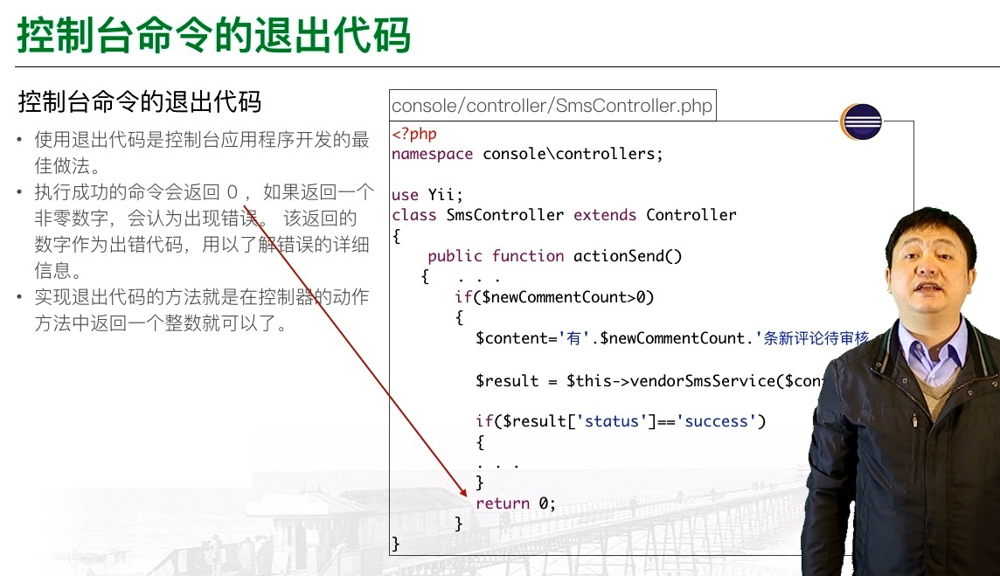 控制台命令的退出代码
控制台命令的退出代码
• 使用退出代码是控制台应用程序开发的最
佳做法。
• 执行成功的命令会返回 0 ，如果返回一个
非零数字，会认为出现错误。 该返回的
数字作为出错代码，用以了解错误的详细
信息。
• 实现退出代码的方法就是在控制器的动作
方法中返回一个整数就可以了。
console/controller/SmsController.php
<?php
namespace console\controllers;
use Yii;
class SmsController extends Controller
{
public function actionSend()
{ . . .
if($newCommentCount>0)
{
$content='有'.$newCommentCount.'条新评论待审核
$result = $this->vendorSmsService($con
if($result['status']=='success')
{
. . .
}
return 0;
}
}